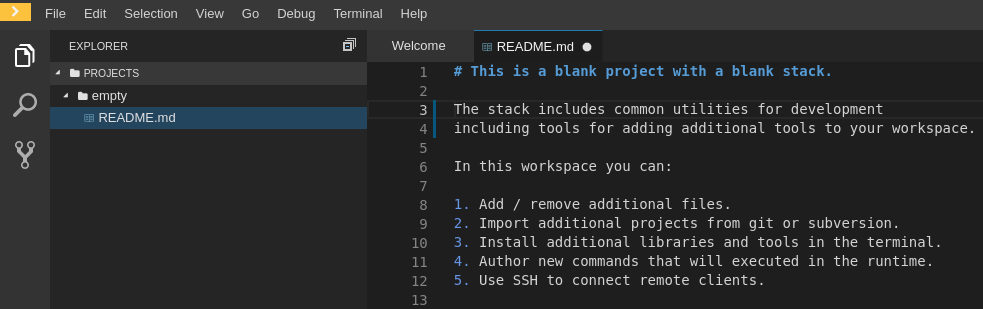 File Edit Selection View Go Debug Terminal Help
EXPLORER
PROJECTS
empty
README.md
Welcome README.md
1 # This is a blank project with a blank stack.
2
3 The stack includes common utilities for development
4 including tools for adding additional tools to your workspace.
5
6 In this workspace you can:
7
8 1. Add / remove additional files.
9 2. Import additional projects from git or subversion.
10 3. Install additional libraries and tools in the terminal.
11 4. Author new commands that will executed in the runtime.
12 5. Use SSH to connect remote clients.
13